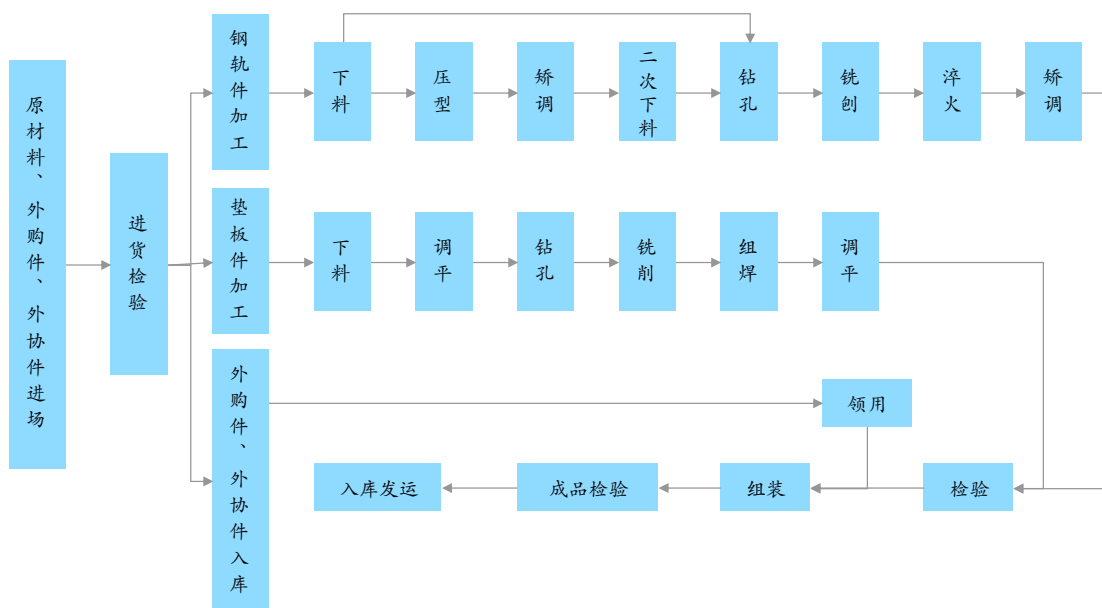 原材料、外购件、外协件进场
进货检验
钢轨件加工
下料
压型
矫调
二次下料
钻孔
铣刨
淬火
矫调
垫板件加工
下料
调平
钻孔
铣削
组焊
调平
外购件、外协件入库
领用
入库发运
成品检验
组装
检验